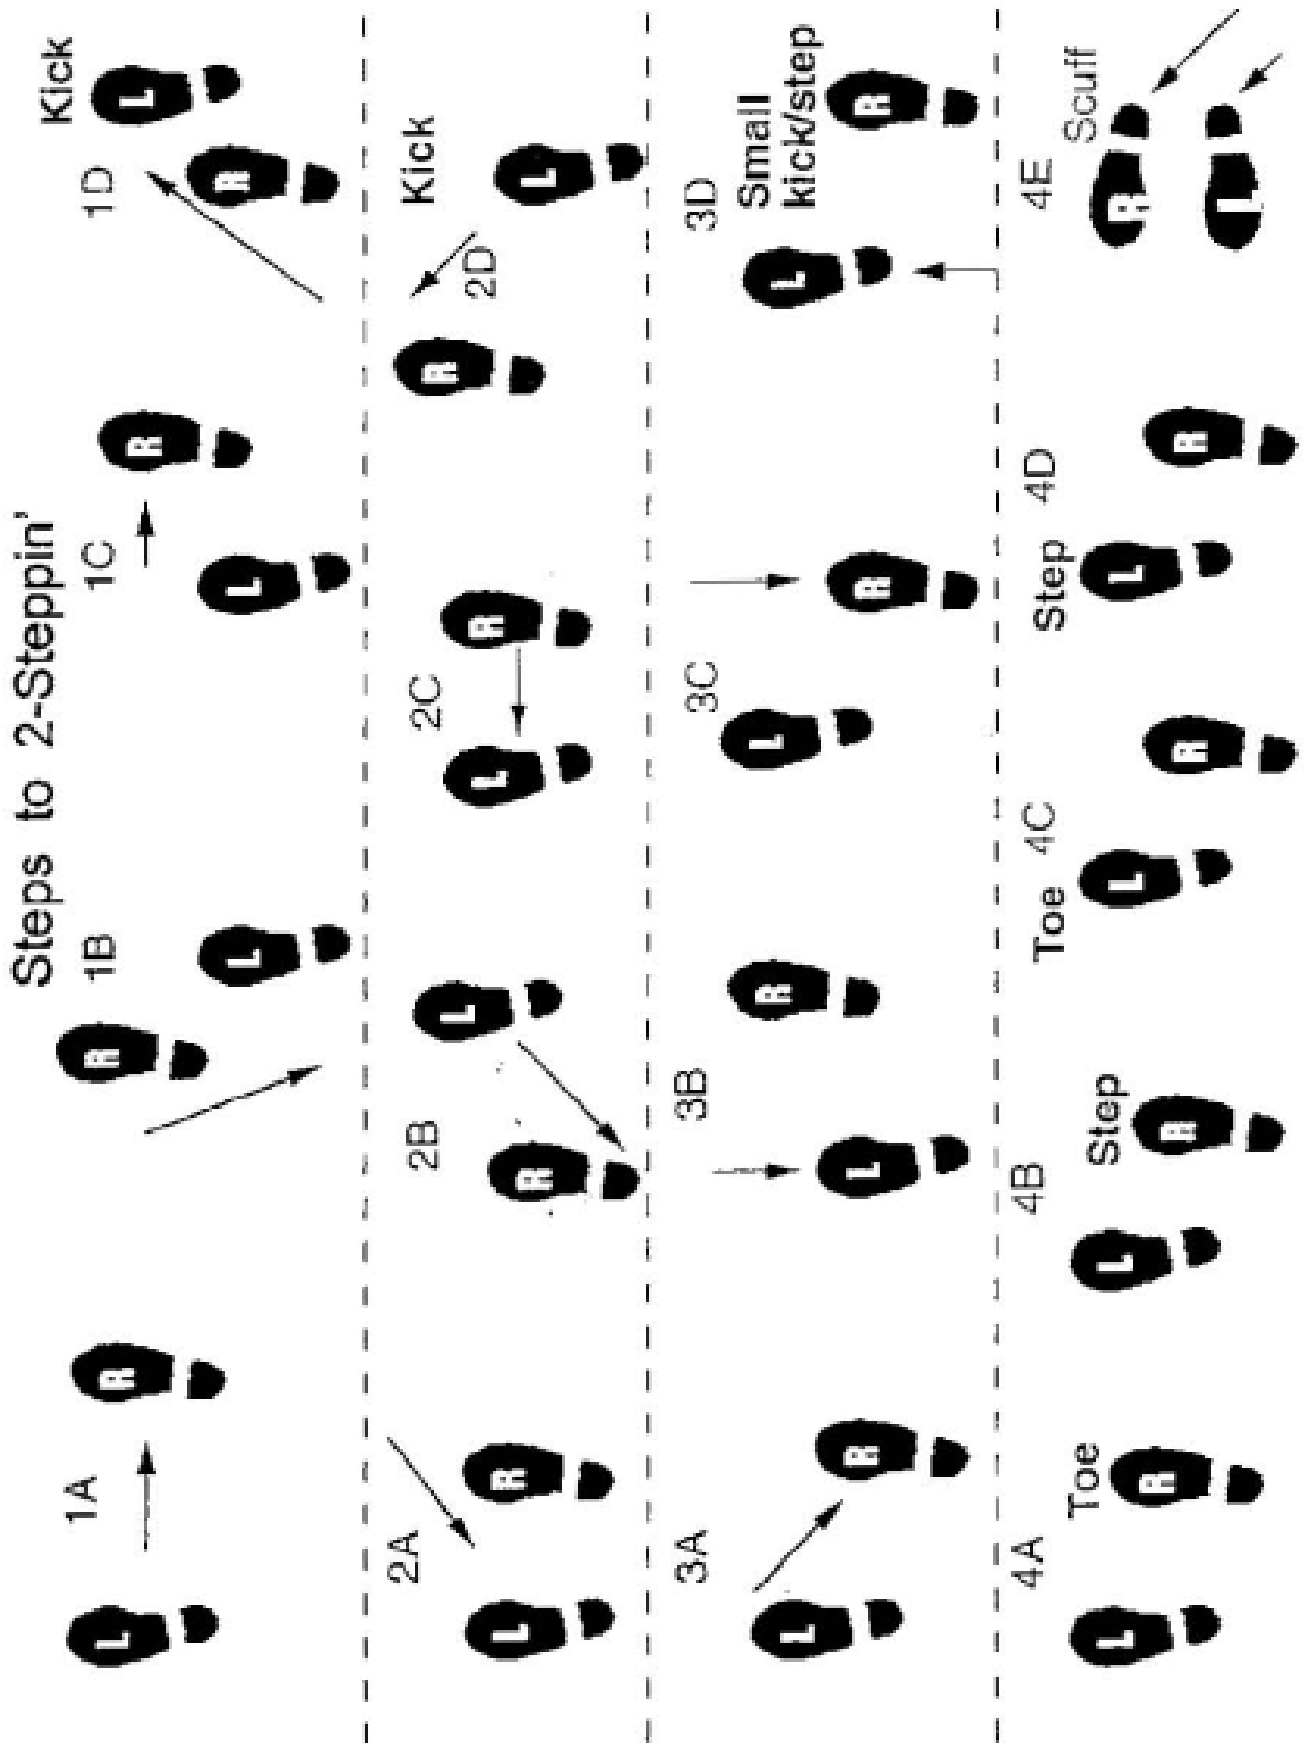 Steps to 2-Steppin'
1A
L R
1B
R L
1C
L R
1D
Kick
R L
2A
L R
2B
R L
2C
L R
2D
Kick
R L
3A
L R
3B
L R
3C
L R
3D
Small
kick/step
L R
4A
Toe
L R
4B
Step
L R
4C
Toe
L R
4D
Step
L R
4E
Scuff
R
L